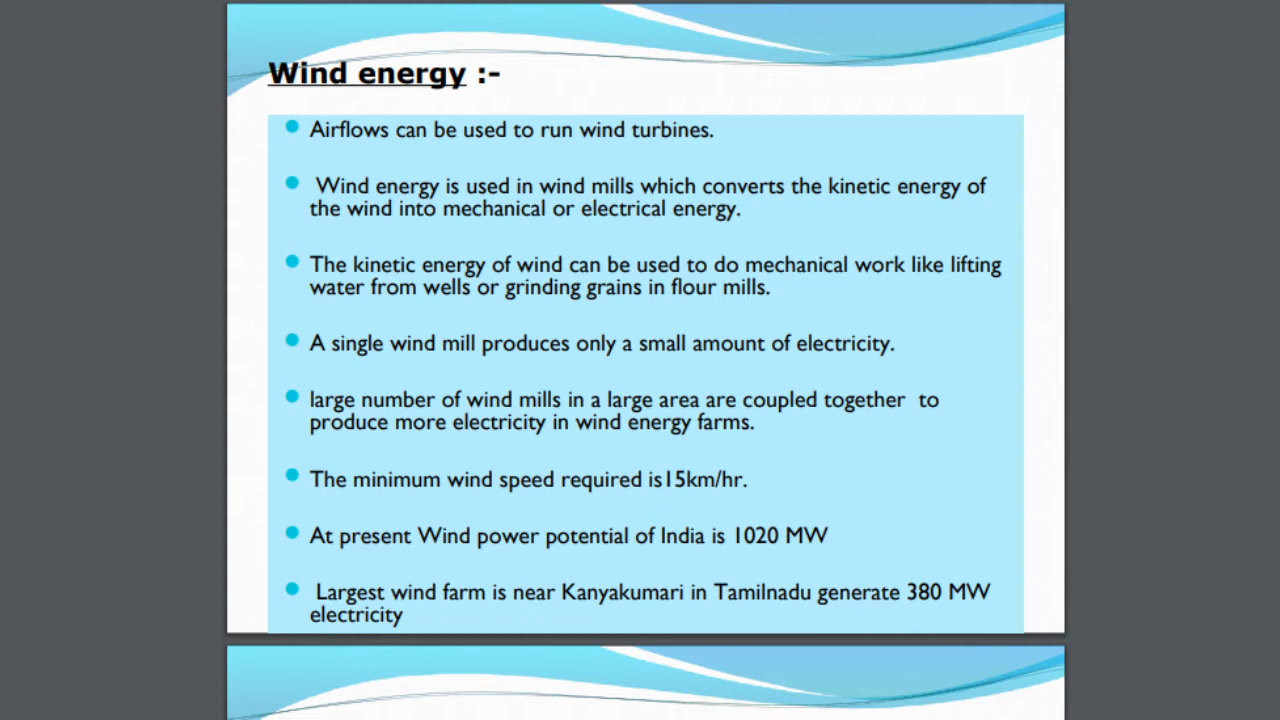 Wind energy :-
Airflows can be used to run wind turbines.
Wind energy is used in wind mills which converts the kinetic energy of
the wind into mechanical or electrical energy.
The kinetic energy of wind can be used to do mechanical work like lifting
water from wells or grinding grains in flour mills.
A single wind mill produces only a small amount of electricity.
large number of wind mills in a large area are coupled together to
produce more electricity in wind energy farms.
The minimum wind speed required is15km/hr.
At present Wind power potential of India is 1020 MW
Largest wind farm is near Kanyakumari in Tamilnadu generate 380 MW
electricity